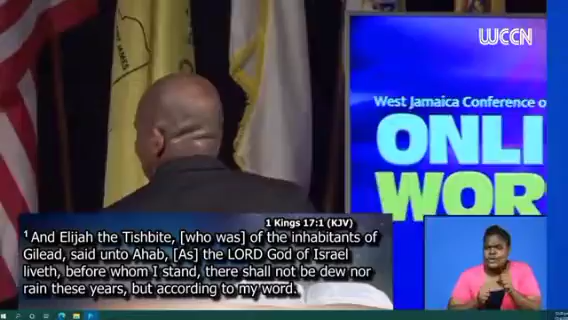 WCCN
JAMES
West Jamaica Conference o
ONLI
WOR
1 Kings 17:1 (KJV)
1 And Elijah the Tishbite, [who was] of the inhabitants of
Gilead, said unto Ahab, [As] the LORD God of Israel
liveth, before whom I stand, there shall not be dew nor
rain these years, but according to my word.